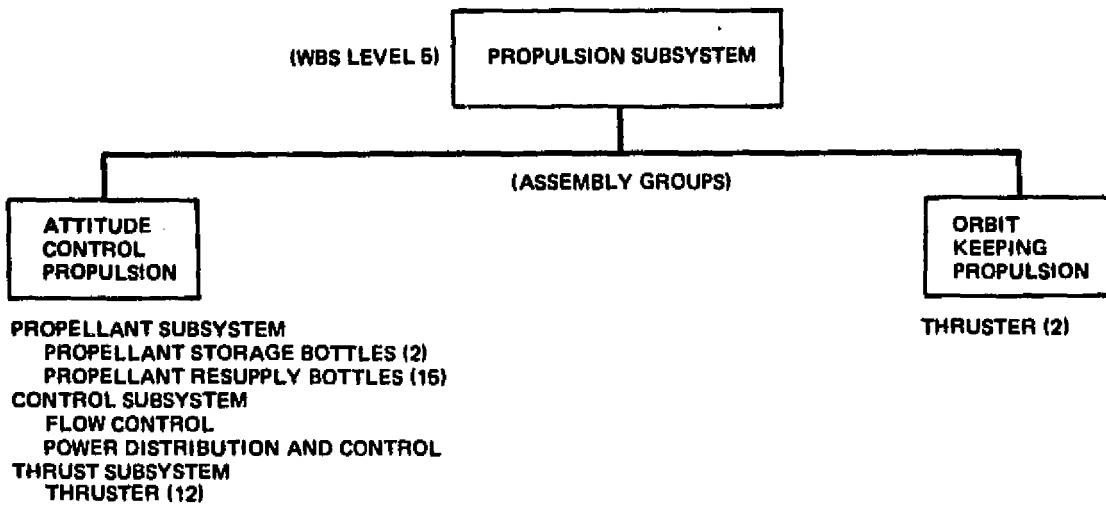 (WBS LEVEL 5)
PROPULSION SUBSYSTEM
(ASSEMBLY GROUPS)
ATTITUDE
CONTROL
PROPULSION
ORBIT
KEEPING
PROPULSION
PROPELLANT SUBSYSTEM
PROPELLANT STORAGE BOTTLES (2)
PROPELLANT RESUPPLY BOTTLES (15)
CONTROL SUBSYSTEM
FLOW CONTROL
POWER DISTRIBUTION AND CONTROL
THRUST SUBSYSTEM
THRUSTER (12)
THRUSTER (2)